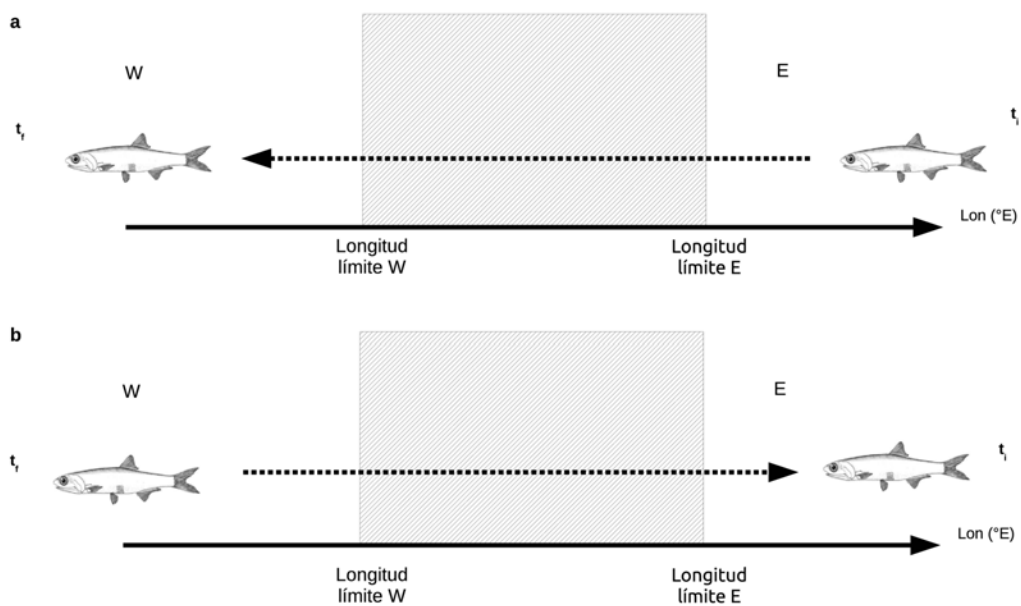 a
W
E
t_f
t_i
Lon (°E)
Longitud
límite W
Longitud
límite E
b
W
E
t_f
t_i
Lon (°E)
Longitud
límite W
Longitud
límite E